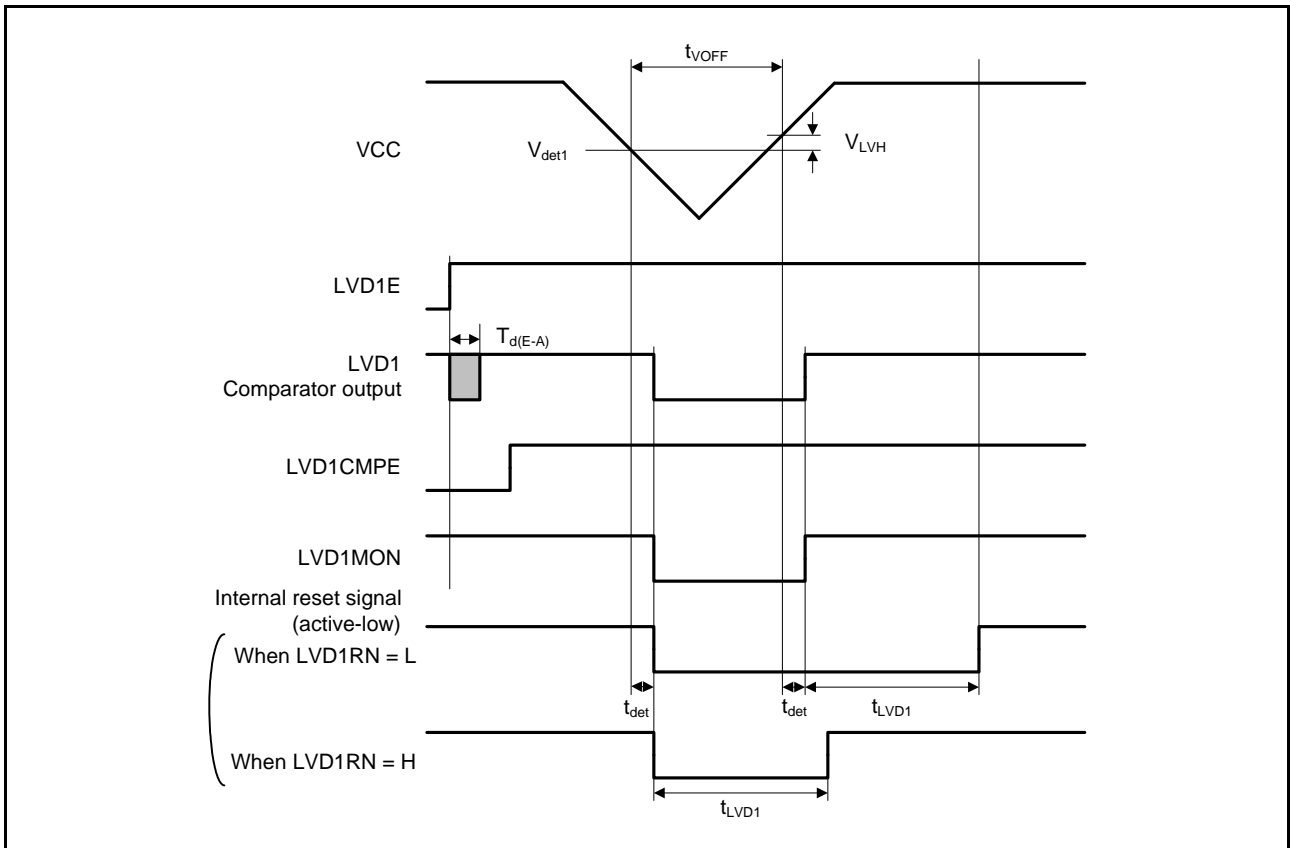 tVOFF
VCC
Vdet1
VLVH
LVD1E
Td(E-A)
LVD1
Comparator output
LVD1CMPE
LVD1MON
Internal reset signal
(active-low)
When LVD1RN = L
tdet
tdet
tLVD1
When LVD1RN = H
tLVD1